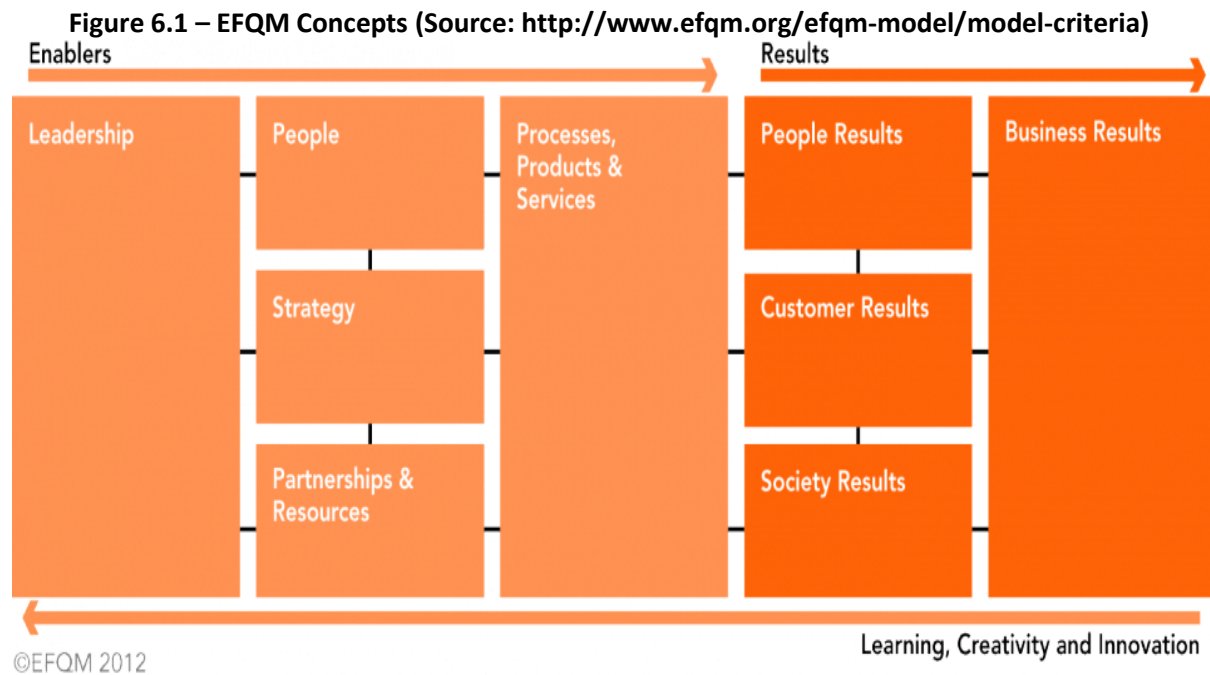 Figure 6.1 – EFQM Concepts (Source: http://www.efqm.org/efqm-model/model-criteria)
Enablers
Results
Leadership
People
Processes,
Products &
Services
People Results
Business Results
Strategy
Customer Results
Partnerships &
Resources
Society Results
Learning, Creativity and Innovation
©EFQM 2012